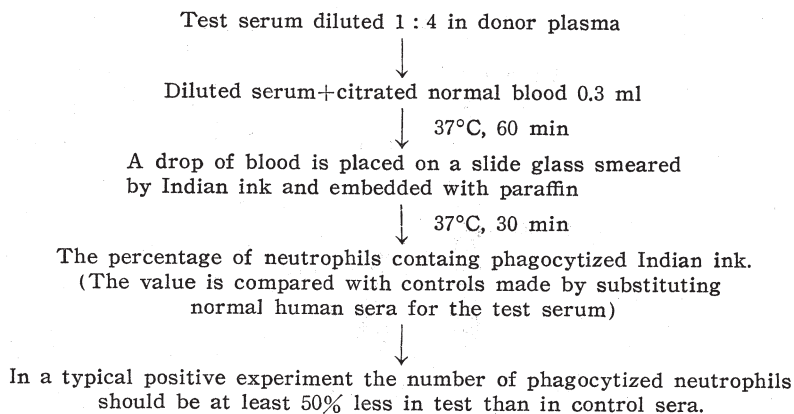 Test serum diluted 1 : 4 in donor plasma
Diluted serum+citrated normal blood 0.3 ml
37°C, 60 min
A drop of blood is placed on a slide glass smeared
by Indian ink and embedded with paraffin
37°C, 30 min
The percentage of neutrophils containg phagocytized Indian ink.
(The value is compared with controls made by substituting
normal human sera for the test serum)
In a typical positive experiment the number of phagocytized neutrophils
should be at least 50% less in test than in control sera.